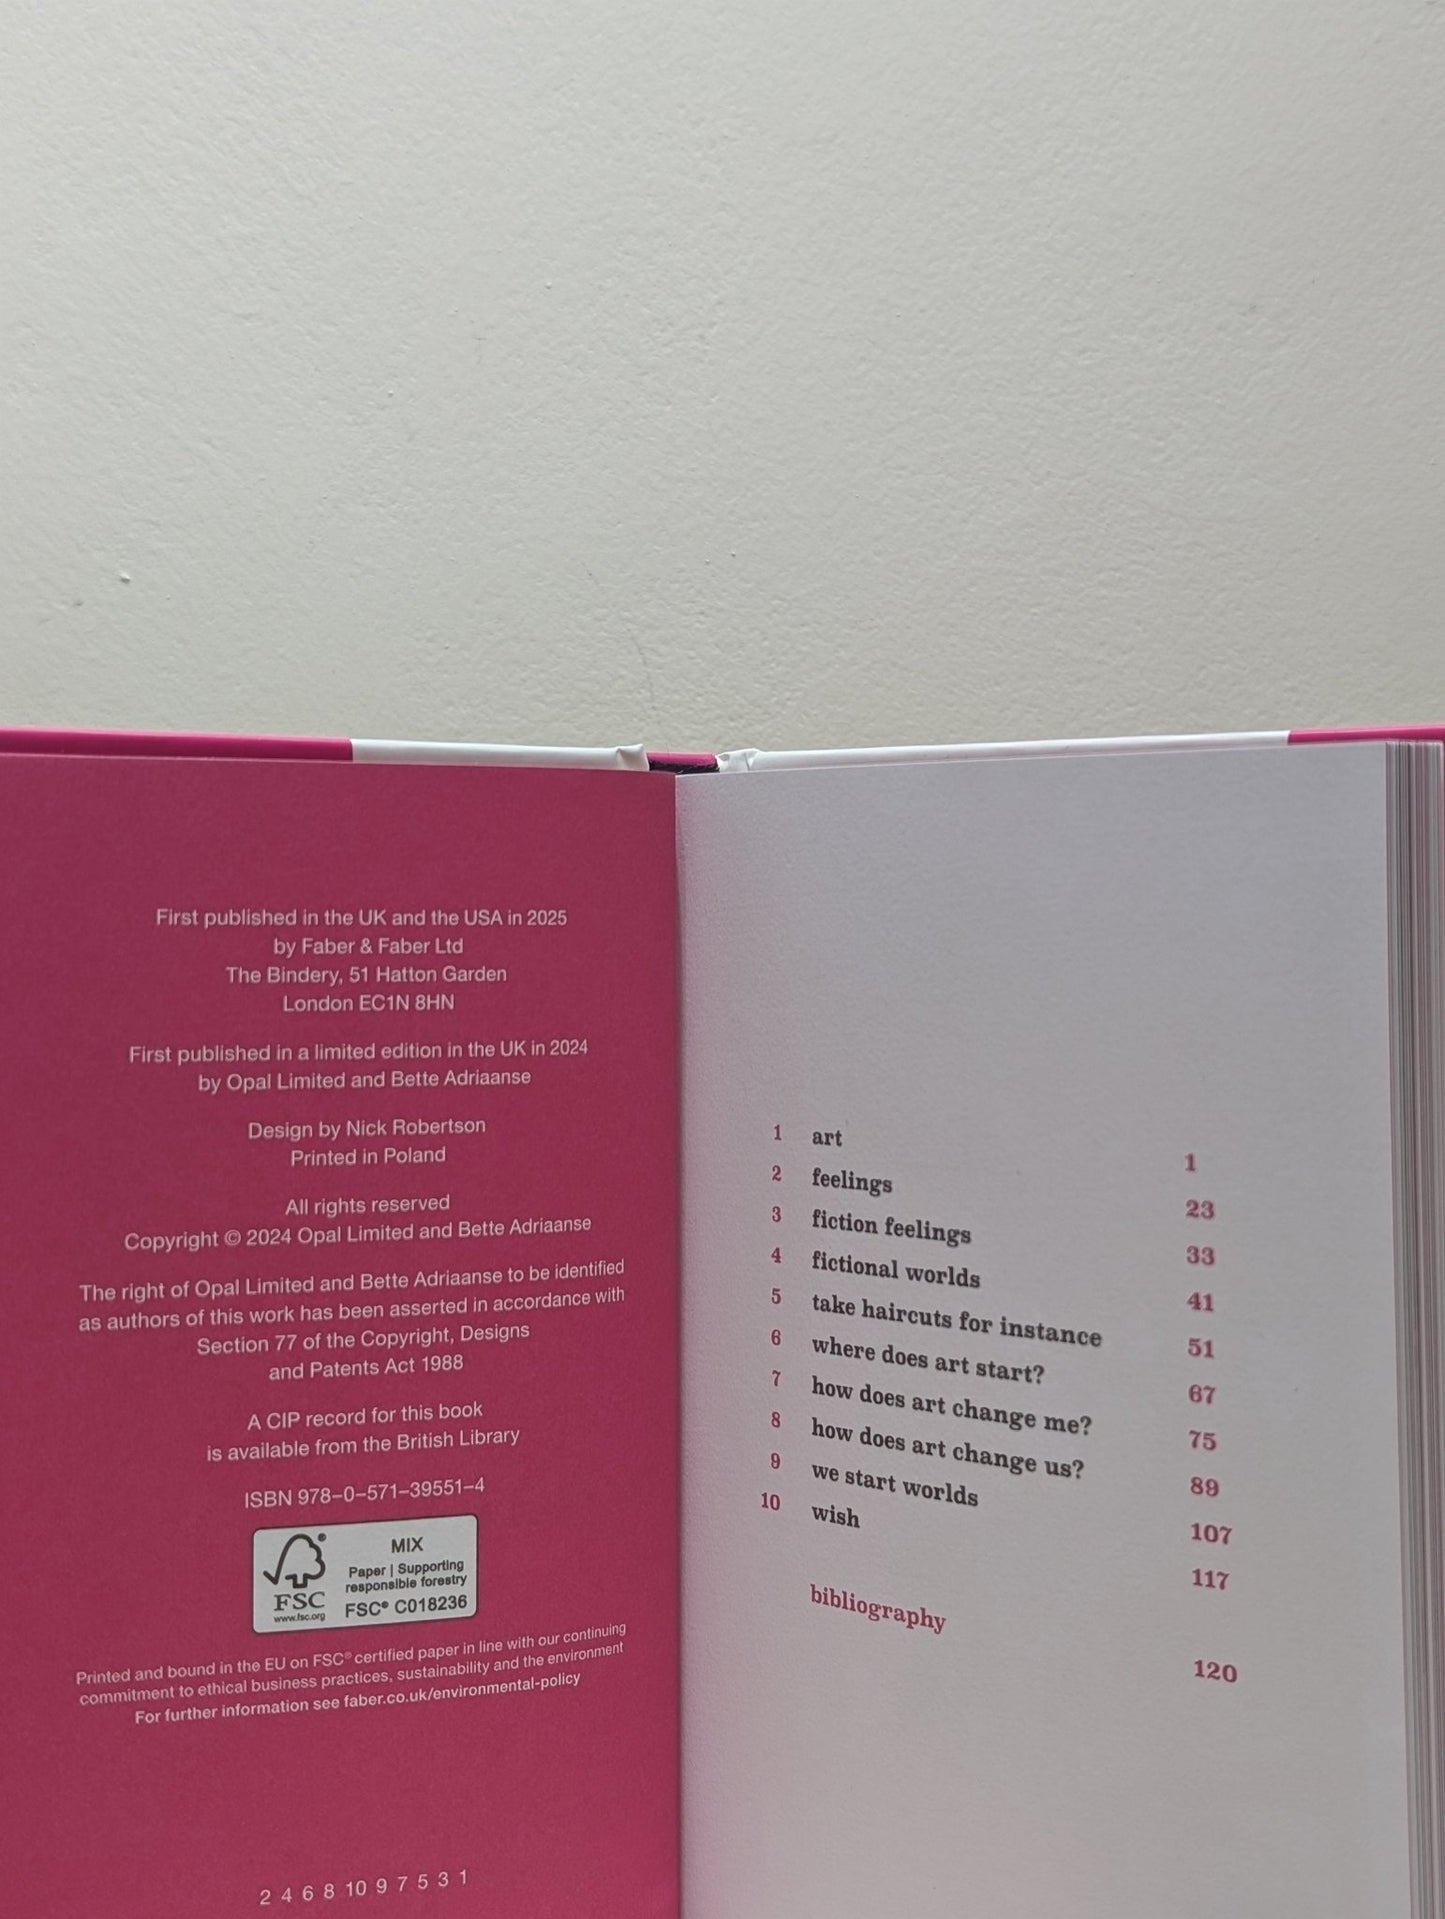 First published in the UK and the USA in 2025
by Faber & Faber Ltd
The Bindery, 51 Hatton Garden
London EC1N 8HN
First published in a limited edition in the UK in 2024
by Opal Limited and Bette Adriaanse
Design by Nick Robertson
Printed in Poland
All rights reserved
Copyright © 2024 Opal Limited and Bette Adriaanse
The right of Opal Limited and Bette Adriaanse to be identified
as authors of this work has been asserted in accordance with
Section 77 of the Copyright, Designs
and Patents Act 1988
A CIP record for this book
is available from the British Library
ISBN 978–0–571–39551–4
FSC
www.fsc.org
MIX
Paper | Supporting
responsible forestry
FSC® C018236
Printed and bound in the EU on FSC® certified paper in line with our continuing
commitment to ethical business practices, sustainability and the environment
For further information see faber.co.uk/environmental-policy
2 4 6 8 10 9 7 5 3 1
1 art 1
2 feelings 23
3 fiction feelings 33
4 fictional worlds 41
5 take haircuts for instance 51
6 where does art start? 67
7 how does art change me? 75
8 how does art change us? 89
9 we start worlds 107
10 wish 117
bibliography 120